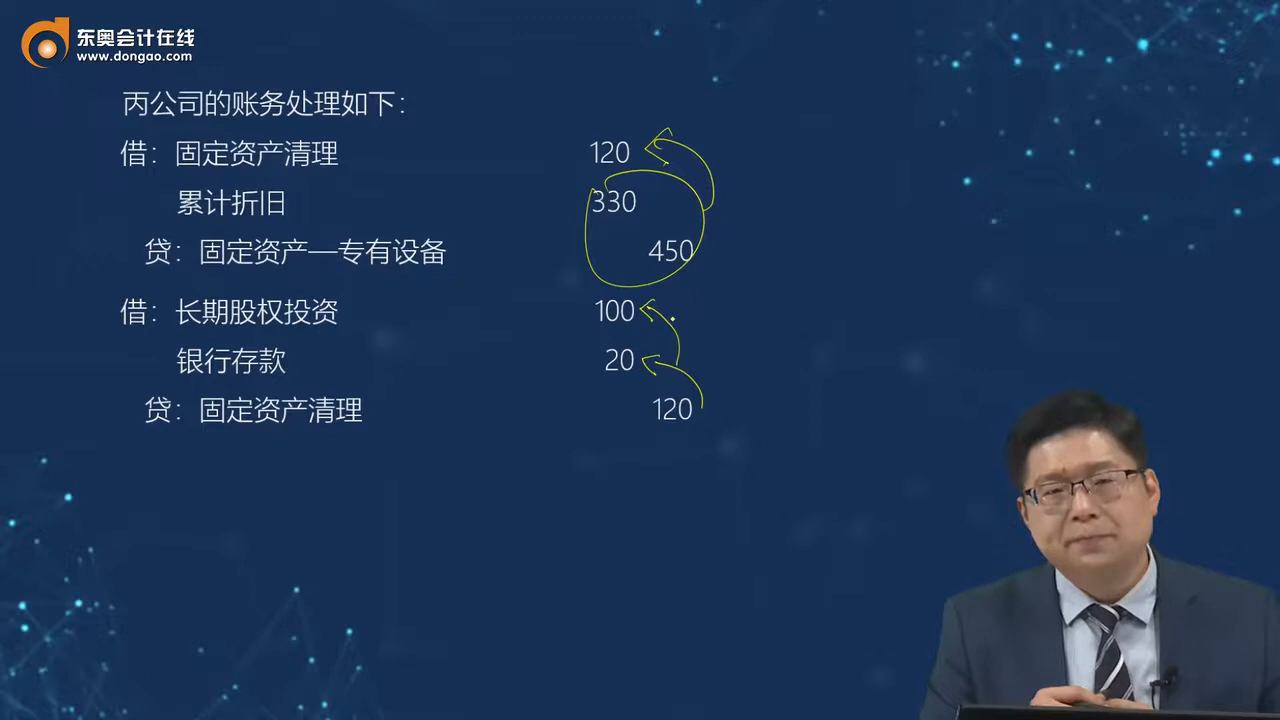 东奥会计在线
www.dongao.com
丙公司的账务处理如下：
借：固定资产清理 120
累计折旧 330
贷：固定资产—专有设备 450
借：长期股权投资 100
银行存款 20
贷：固定资产清理 120